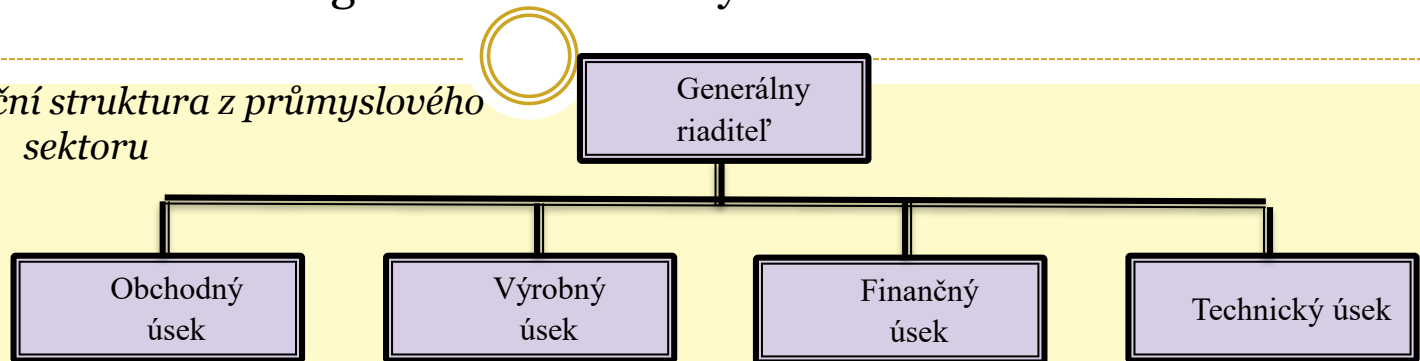 ční struktura z průmyslového
sektoru
Generálny
riaditeľ
Obchodný
úsek
Výrobný
úsek
Finančný
úsek
Technický úsek